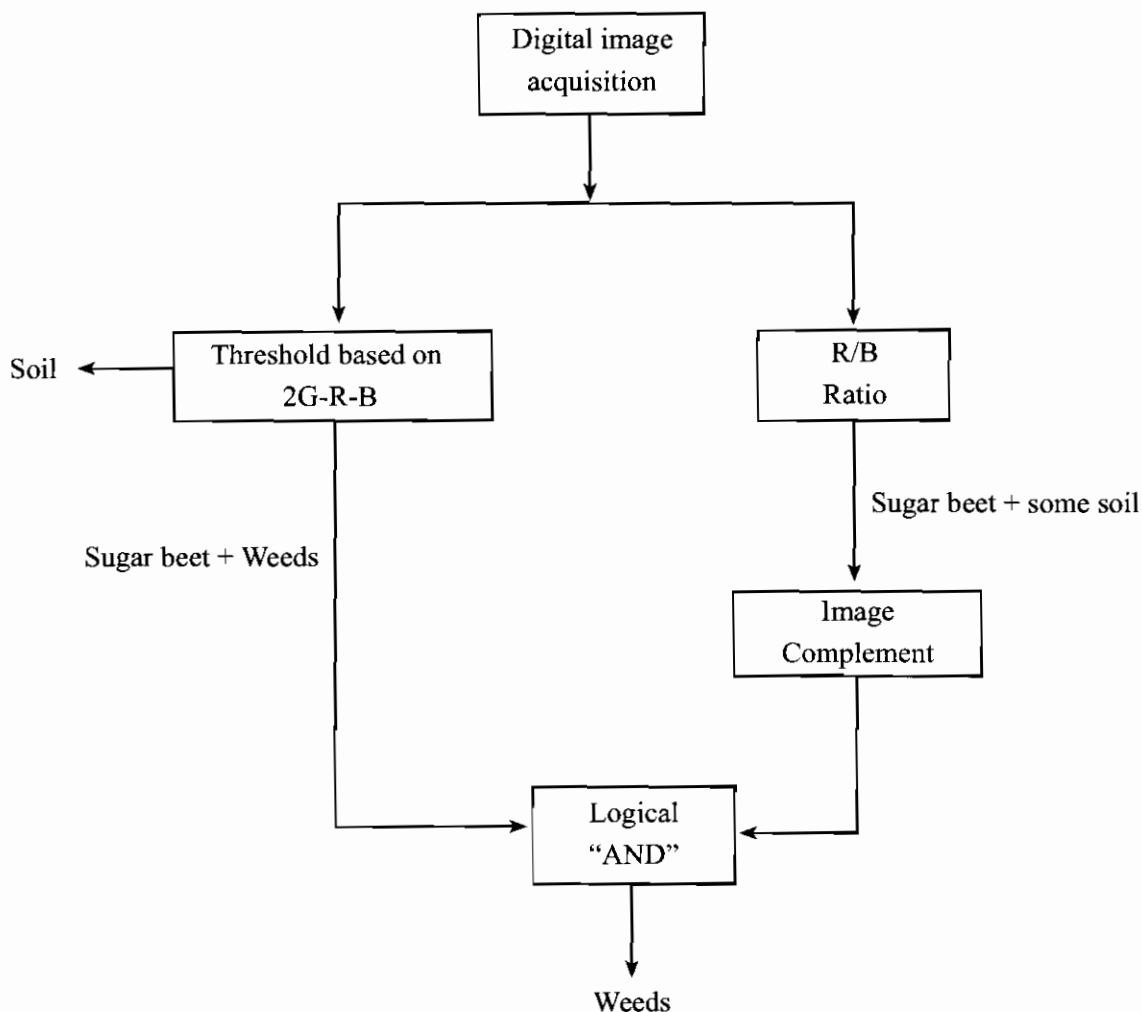 Digital image
acquisition
Soil
Threshold based on
2G-R-B
R/B
Ratio
Sugar beet + some soil
Sugar beet + Weeds
Image
Complement
Logical
“AND”
Weeds